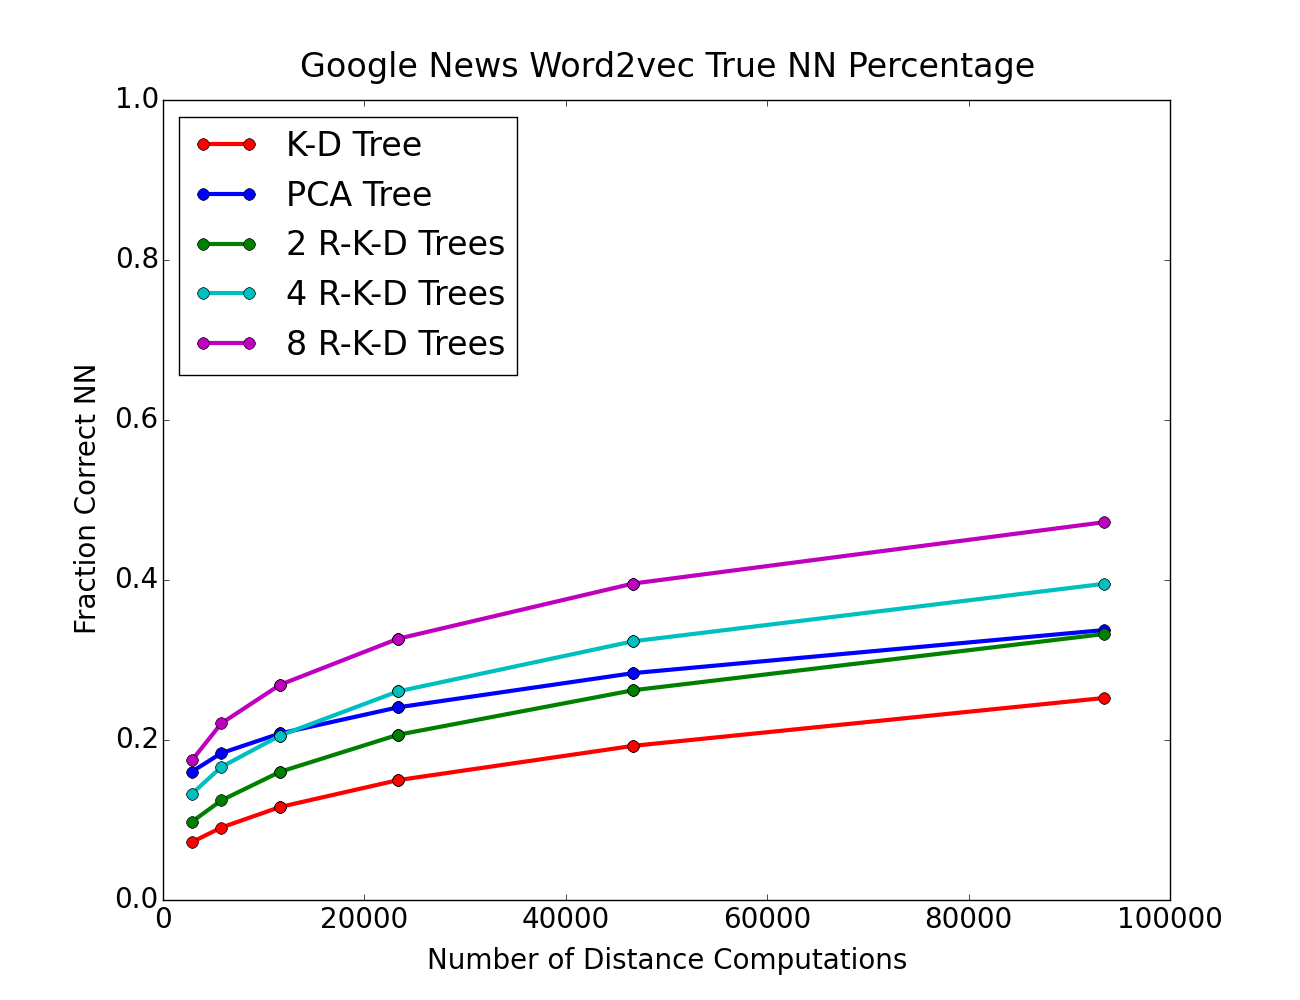 Google News Word2vec True NN Percentage
1.0
0.8
0.6
0.4
0.2
0.0
Fraction Correct NN
K-D Tree
PCA Tree
2 R-K-D Trees
4 R-K-D Trees
8 R-K-D Trees
0 20000 40000 60000 80000 100000
Number of Distance Computations